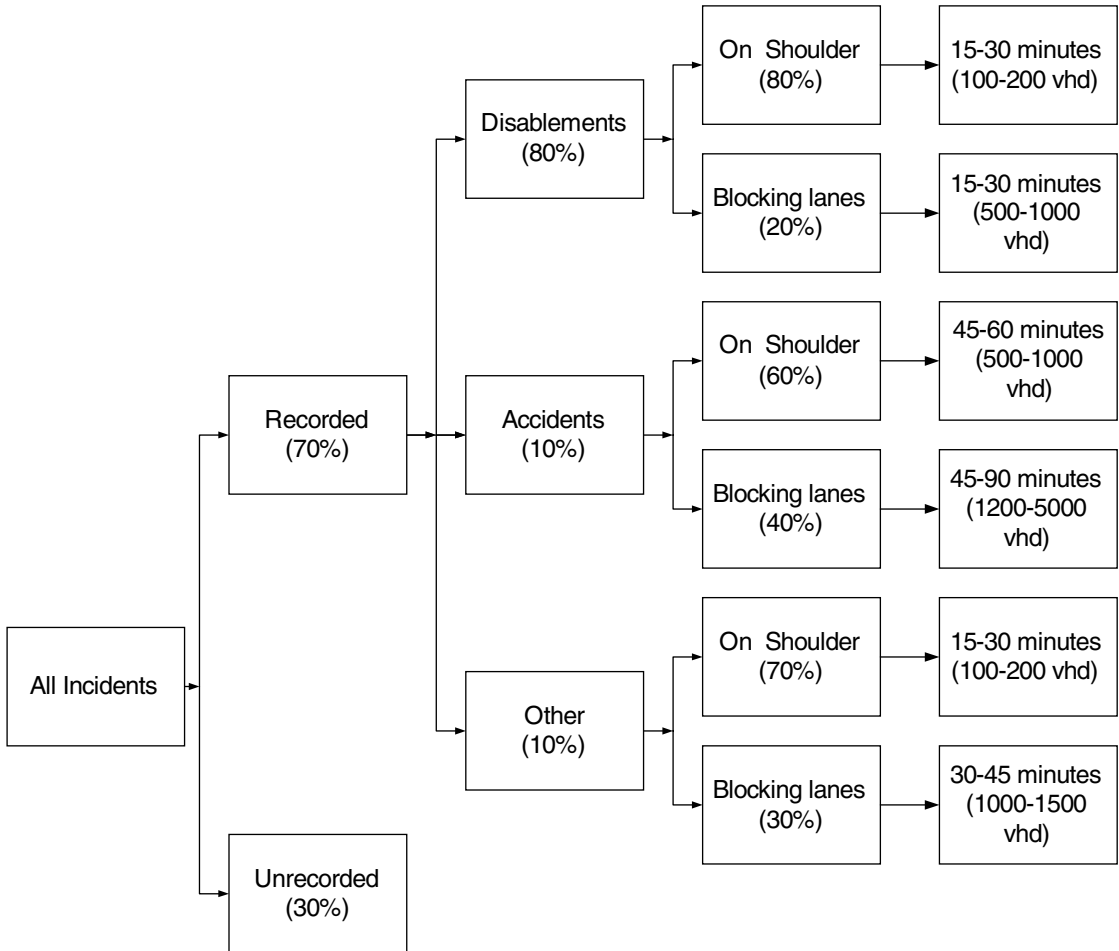 All Incidents
Recorded
(70%)
Unrecorded
(30%)
Disablements
(80%)
Accidents
(10%)
Other
(10%)
On Shoulder
(80%)
Blocking lanes
(20%)
On Shoulder
(60%)
Blocking lanes
(40%)
On Shoulder
(70%)
Blocking lanes
(30%)
15-30 minutes
(100-200 vhd)
15-30 minutes
(500-1000
vhd)
45-60 minutes
(500-1000
vhd)
45-90 minutes
(1200-5000
vhd)
15-30 minutes
(100-200 vhd)
30-45 minutes
(1000-1500
vhd)